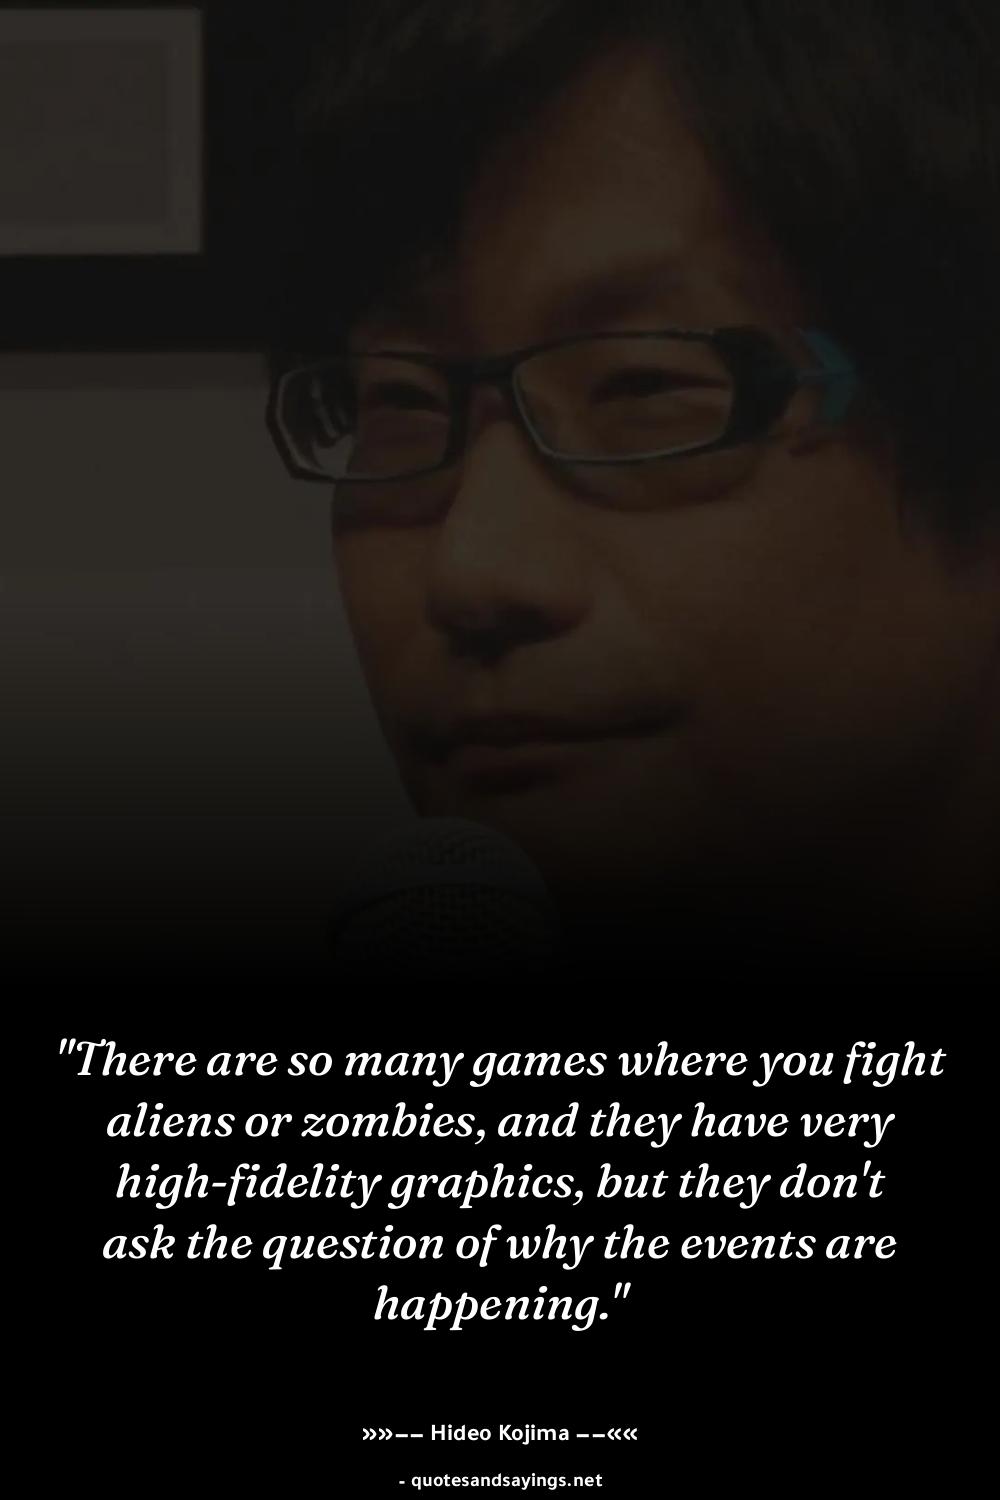 "There are so many games where you fight
aliens or zombies, and they have very
high-fidelity graphics, but they don't
ask the question of why the events are
happening."
»»-- Hideo Kojima --««
- quotesandsayings.net